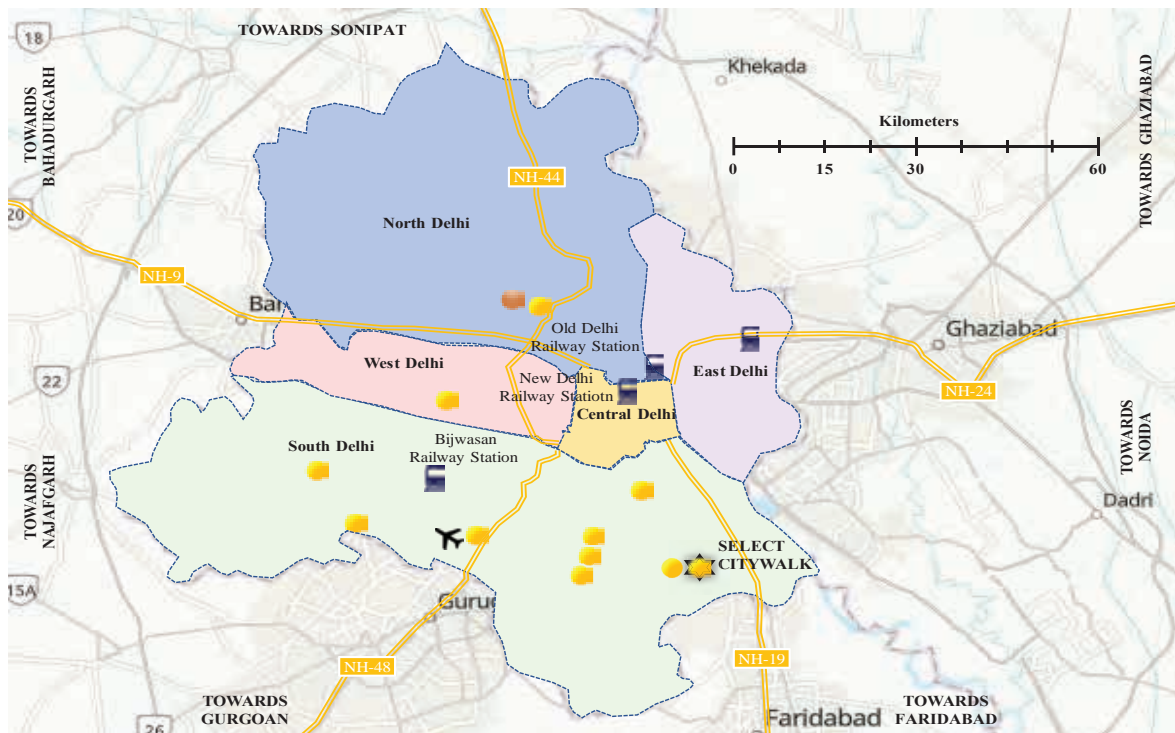 TOWARDS SONIPAT
18
Khekada
TOWARDS
BAHADURGARH
TOWARDS GHAZIABAD
Kilometers
0 15 30 60
NH-44
20
North Delhi
NH-9
Bar
Old Delhi
Railway Station
Ghaziabad
West Delhi
East Delhi
22
New Delhi
Railway Statiotn
NH-24
Central Delhi
TOWARDS
NOIDA
South Delhi
Bijwasan
Railway Station
TOWARDS
NAJAFGARH
Dadri
SELECT
CITYWALK
15A
Gurug
NH-48
NH-19
TOWARDS
GURGOAN
TOWARDS
FARIDABAD
Faridabad
26